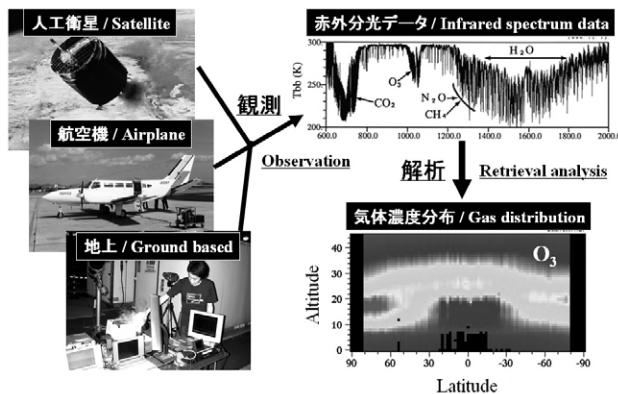 人工衛星 / Satellite
航空機 / Airplane
地上 / Ground based
観測
Observation
赤外分光データ / Infrared spectrum data
Tbb (K)
300
250
200
CO₂
O₃
N₂O
CH₄
H₂O
600.0 800.0 1000.0 1200.0 1400.0 1600.0 1800.0 2000.0
解析
Retrieval analysis
気体濃度分布 / Gas distribution
O₃
Altitude
40
30
20
10
0
90 60 30 0 -30 -60 -90
Latitude